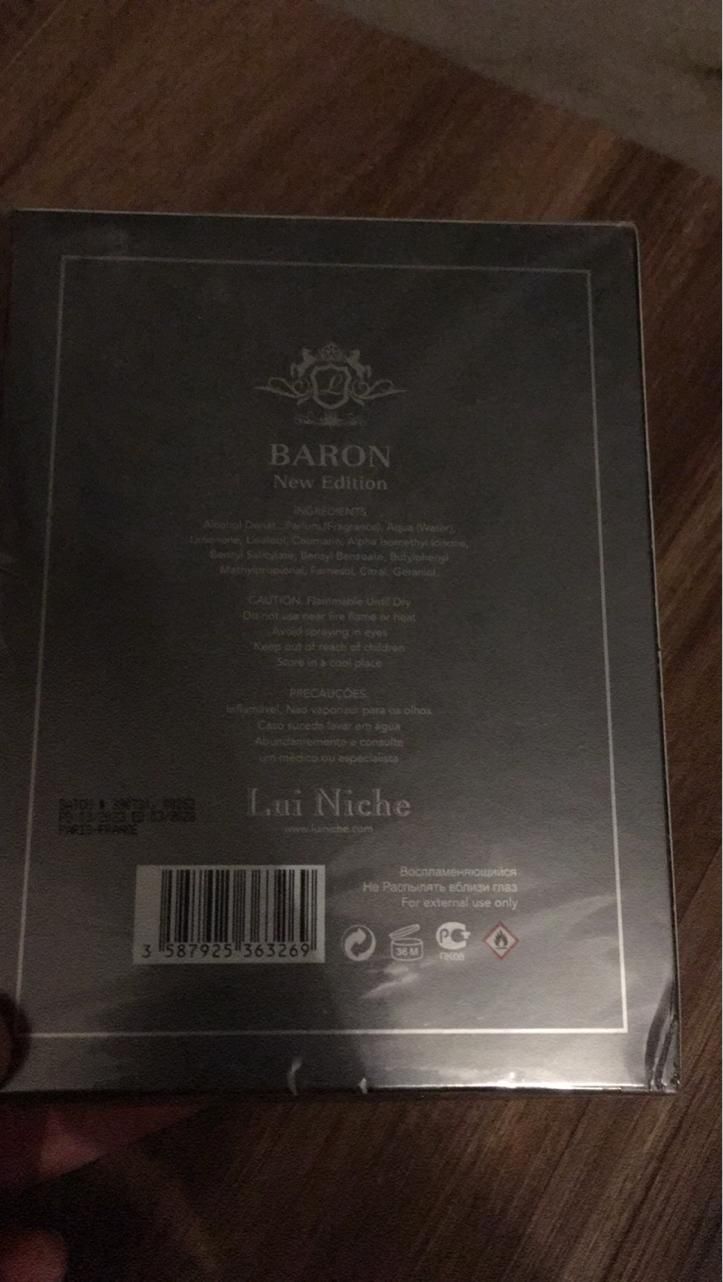 L
BARON
New Edition
INGREDIENTS
Alcohol Denat., Parfum (Fragrance), Aqua (Water),
Limonene, Linalool, Coumarin, Alpha Isomethyl Ionone,
Benzyl Salicylate, Benzyl Benzoate, Butylphenyl
Methylpropional, Farnesol, Citral, Geraniol.
CAUTION: Flammable Until Dry
Do not use near fire flame or heat
Avoid spraying in eyes
Keep out of reach of children
Store in a cool place
PRECAUÇÕES:
Inflamável, Nao vaporizar para os olhos
Caso suceda lavar em água
Abundantemente e consulte
um médico ou especialista
Lui Niche
www.luiniche.com
BATCH #
PARIS-FRANCE
Воспламеняющийся
Не Распылять вблизи глаз
For external use only
3 587925 363269
36 M